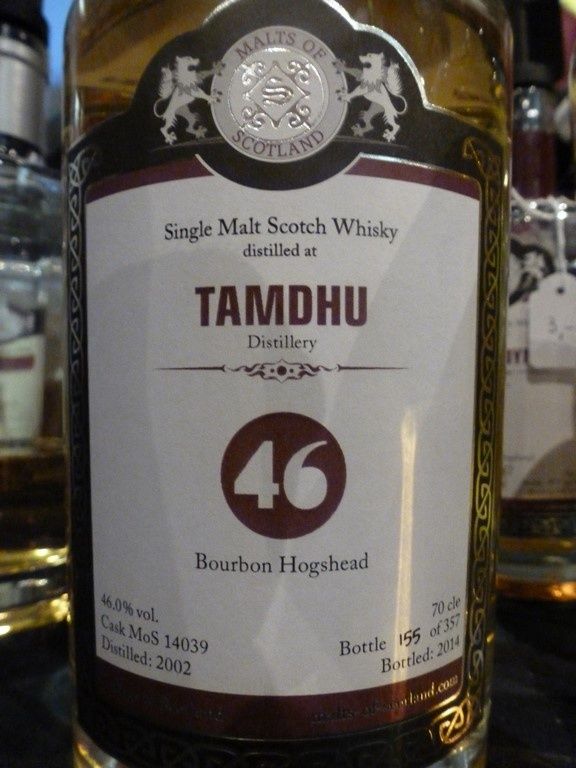 MALTS OF
SCOTLAND
S
Single Malt Scotch Whisky
distilled at
TAMDHU
Distillery
46
Bourbon Hogshead
46.0% vol.
Cask MoS 14039
Distilled: 2002
70 cle
Bottle 155 of 357
Bottled: 2014